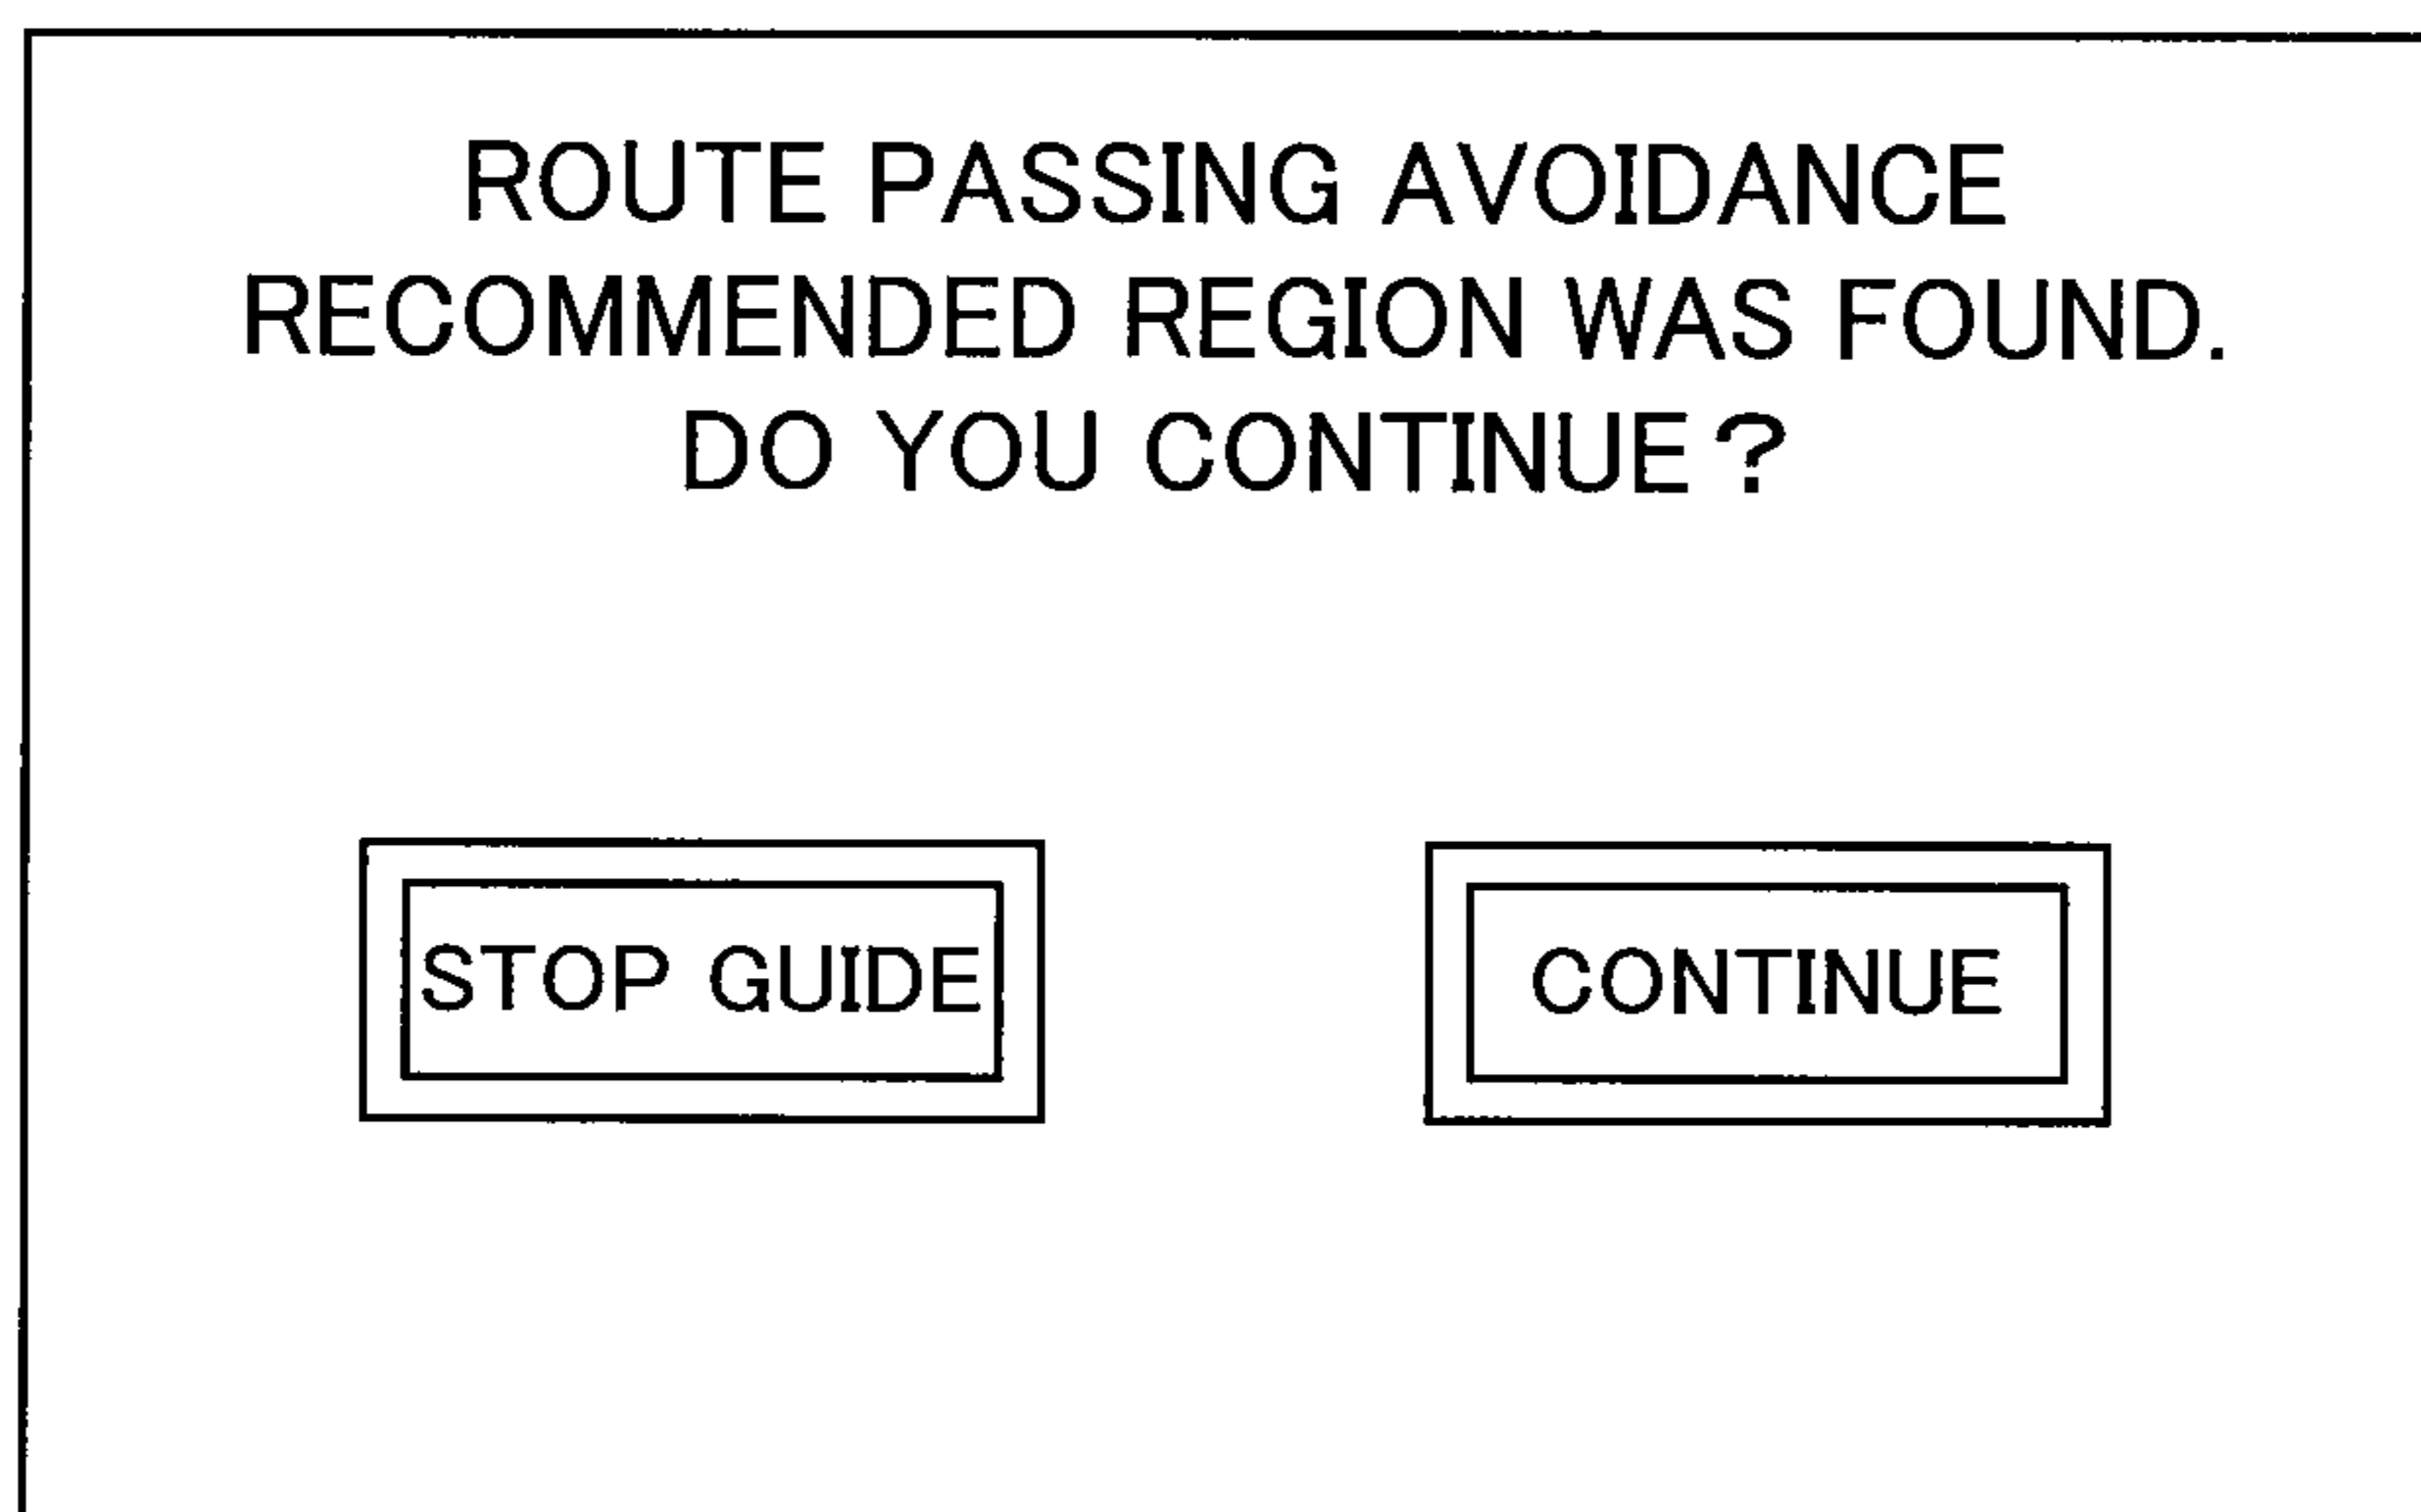 ROUTE PASSING AVOIDANCE
RECOMMENDED REGION WAS FOUND.
DO YOU CONTINUE?
STOP GUIDE
CONTINUE